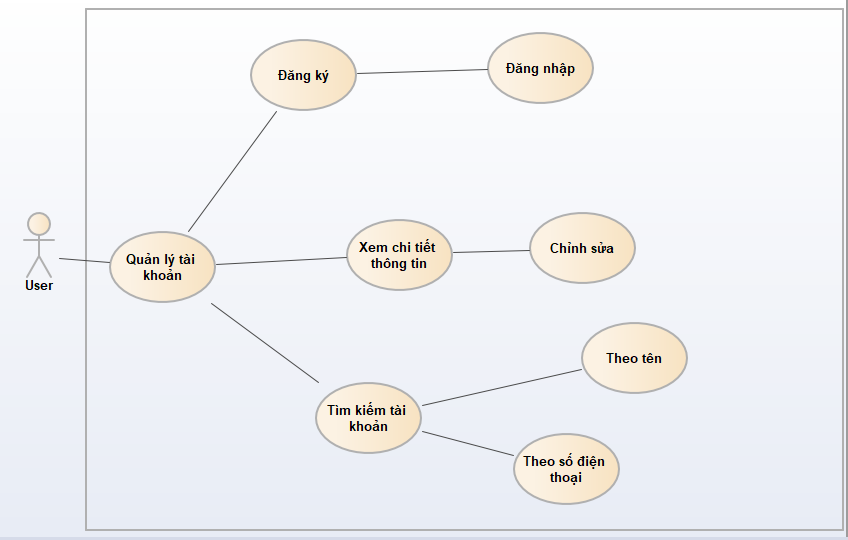 Đăng ký
Đăng nhập
User
Quản lý tài
khoản
Xem chi tiết
thông tin
Chỉnh sửa
Tìm kiếm tài
khoản
Theo tên
Theo số điện
thoại